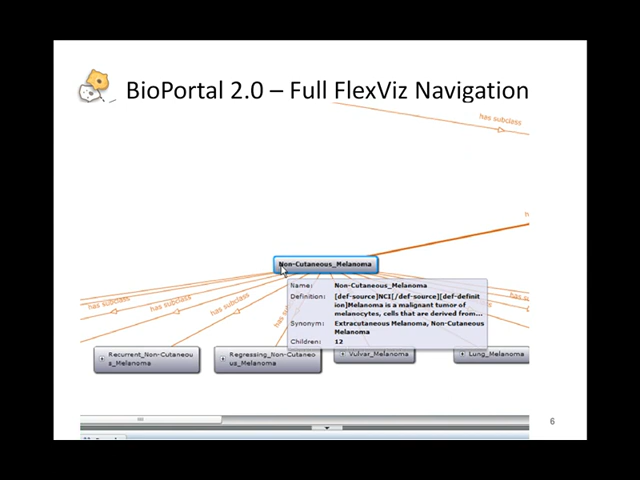 BioPortal 2.0 – Full FlexViz Navigation
has subclass
Non-Cutaneous_Melanoma
Name: Non-Cutaneous_Melanoma
Definition: [def-source]NCI[/def-source][def-definit
ion]Melanoma is a malignant tumor of
melanocytes, cells that are derived from...
Synonym: Extracutaneous Melanoma, Non-Cutaneous
Melanoma
Children: 12
has subclass
has subclass
has subclass
has su
Recurrent_Non-Cutaneou
s_Melanoma
Regressing_Non-Cutaneo
us_Melanoma
Vulvar_Melanoma
Lung_Melanoma
6